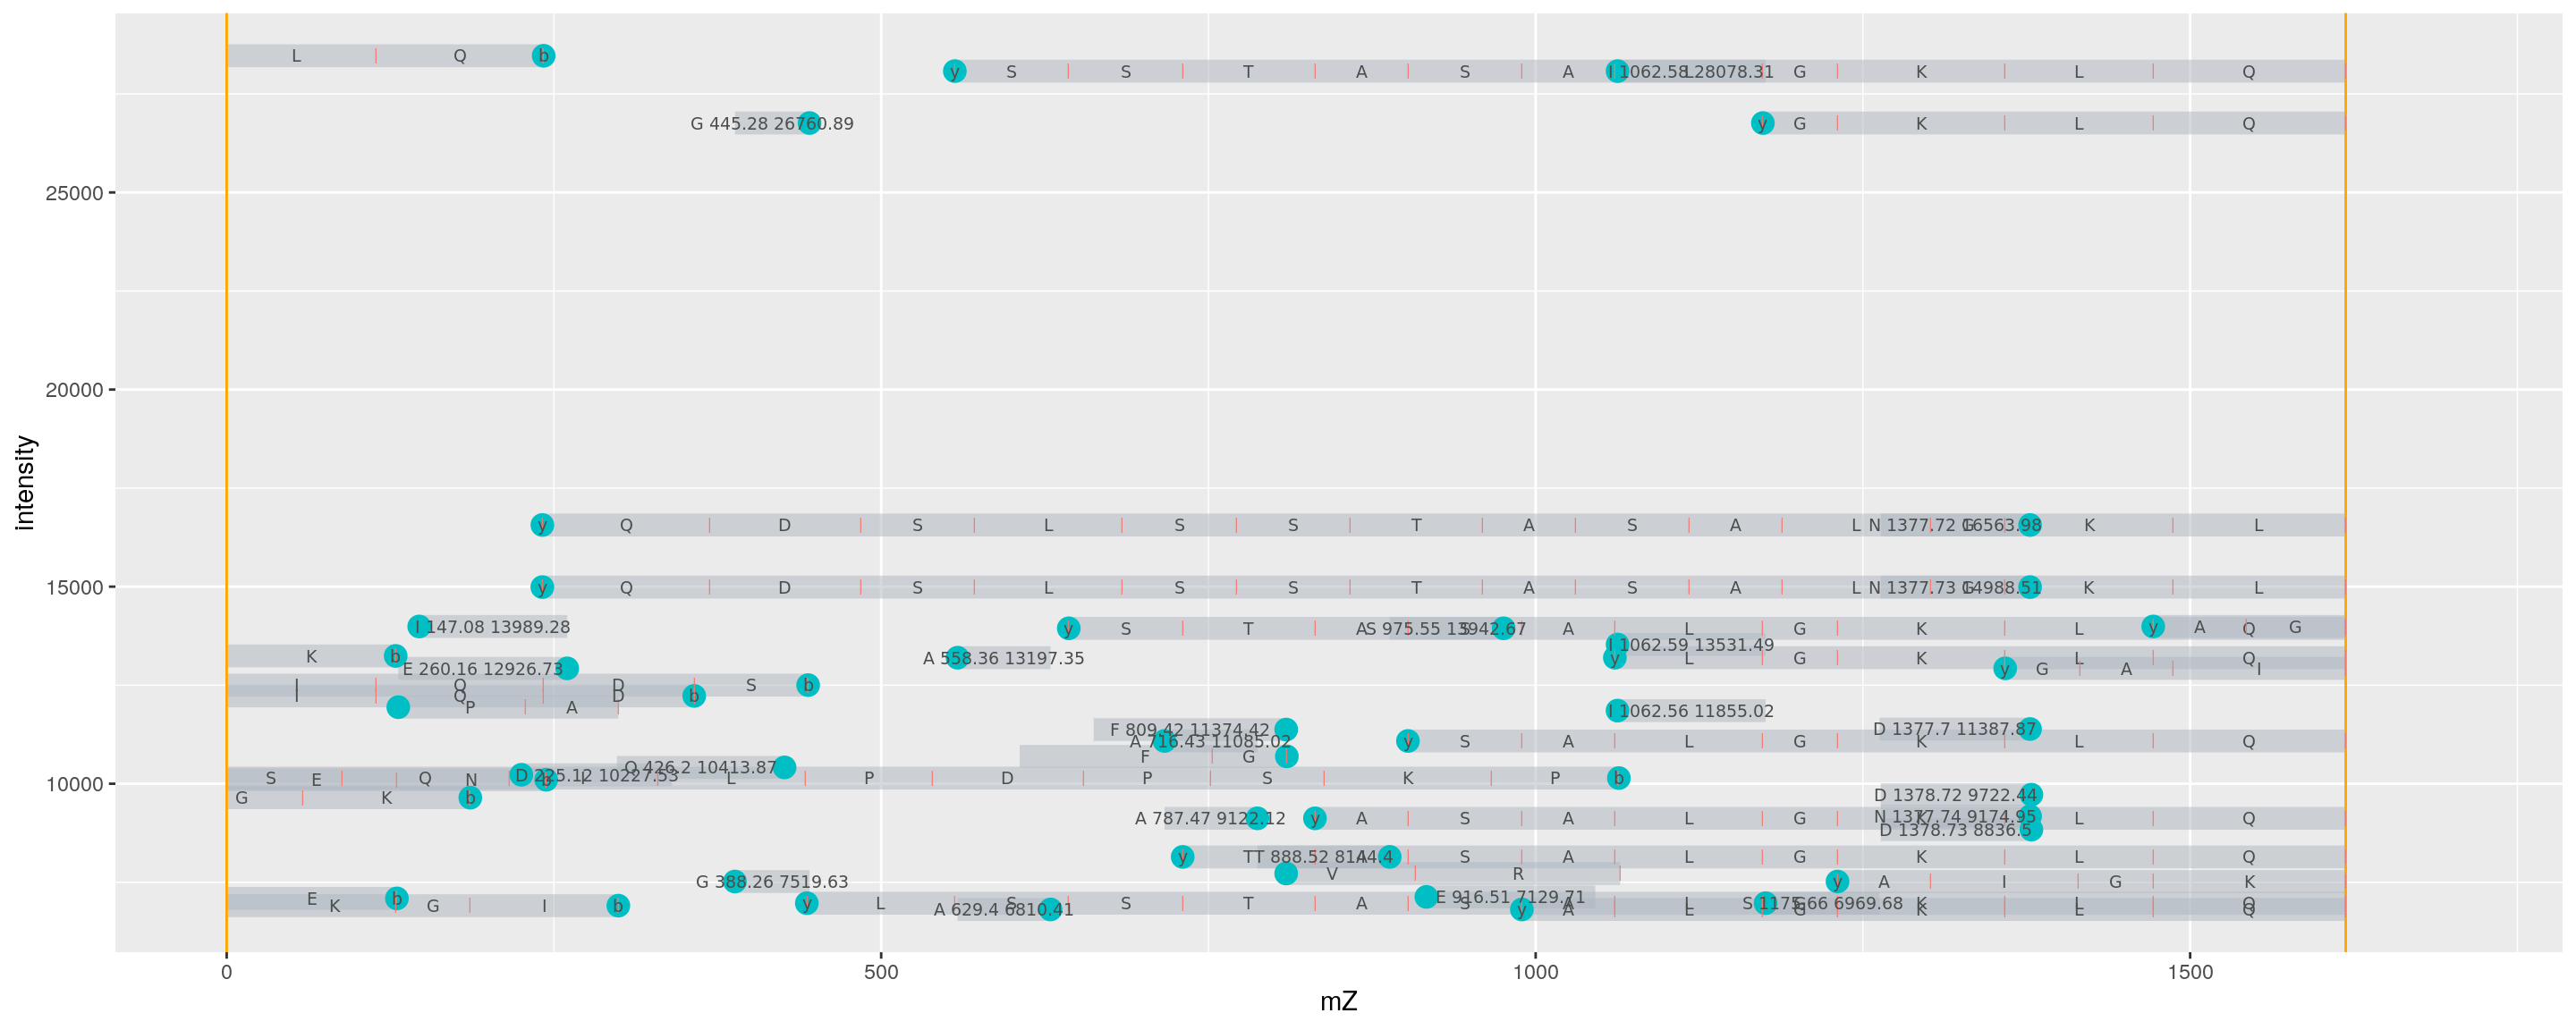 L Q b
y S S T A S A I 1062.58 28078.31 L G K L Q
G 445.28 26760.89
y G K L Q
25000
20000
intensity
y Q D S L S S T A S A L N 1377.72 16563.98 G K L
15000
y Q D S L S S T A S A L N 1377.73 14988.51 G K L
I 147.08 13989.28
y A G
y S T A S 975.55 13942.67 S A L G K L Q
I 1062.59 13531.49
K b
A 558.36 13197.35
y L G K L Q
E 260.16 12926.73
y G A I
I Q D S b
I Q D b
P A
I 1062.56 11855.02
F 809.42 11374.42
D 1377.7 11387.87
A 716.43 11085.02
y S A L G K L Q
F G
Q 426.2 10413.87
D 225.12 10227.53
10000
S E Q N b I L P D P S K P b
G K b
D 1378.72 9722.44
A 787.47 9122.12
y A S A L G K L Q
N 1377.74 9174.95
D 1378.73 8836.5
y T T 888.52 8144.4 A S A L G K L Q
V R
G 388.26 7519.63
y A I G K
E b
E 916.51 7129.71
K G I b
y L S S T A S A L G K L Q
S 1175.66 6969.68
A 629.4 6810.41
y A L G K L Q
0 500 1000 1500
mZ